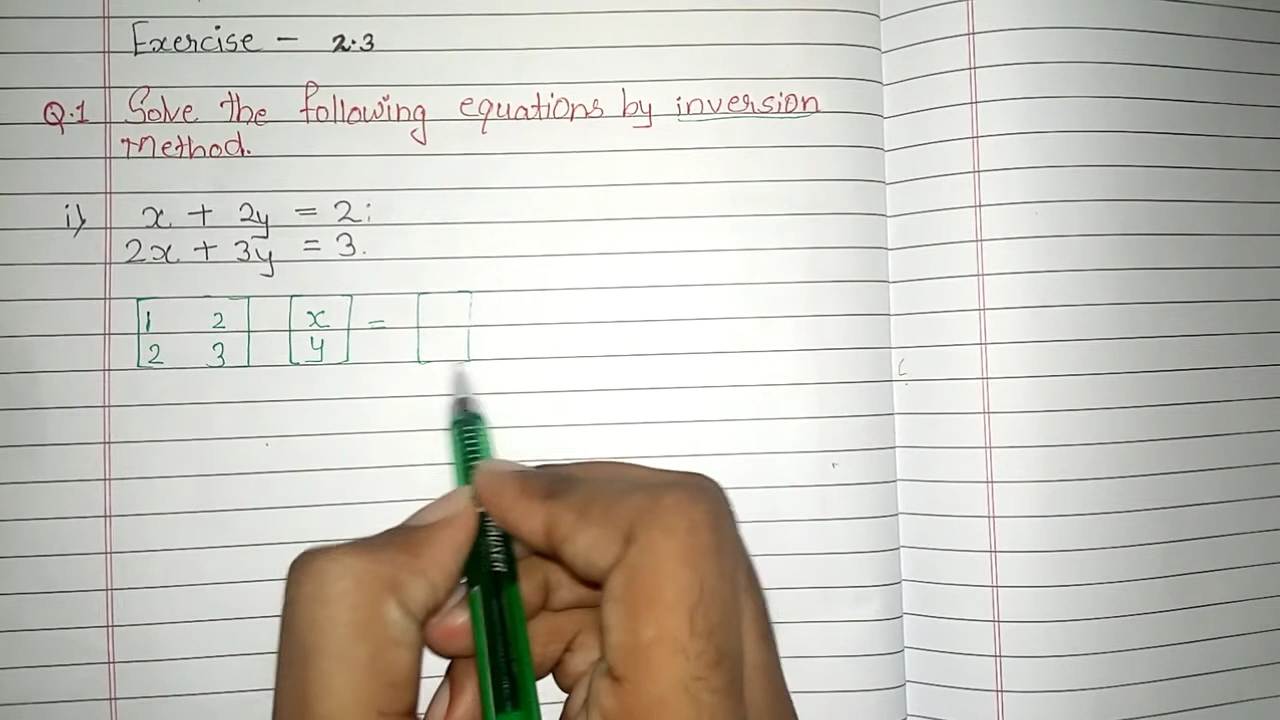 Exercise - 2.3
Q.1 Solve the following equations by inversion
Method.
i) x + 2y = 2;
2x + 3y = 3.
[1 2] [x] = [ ]
[2 3] [y] [ ]